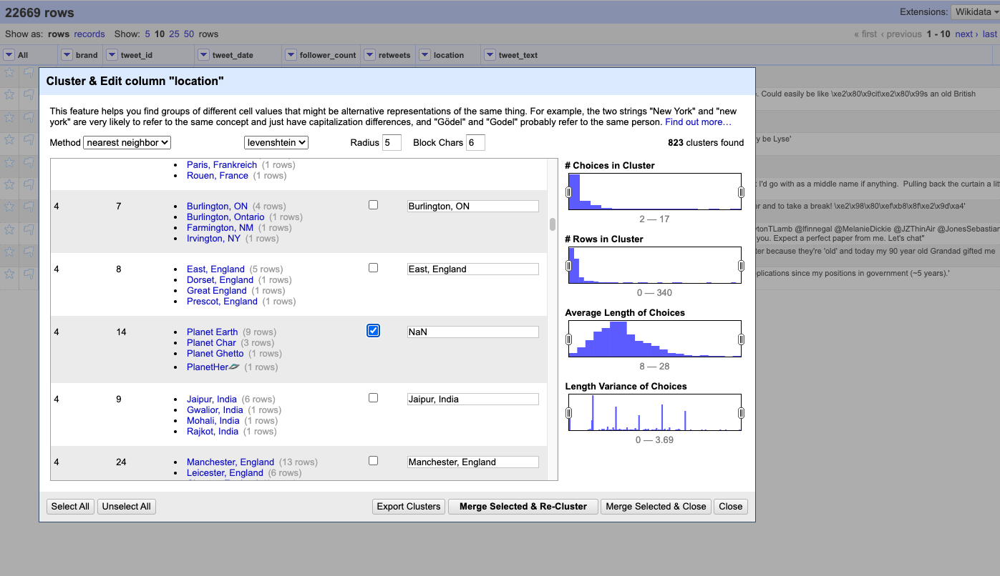 22669 rows
Extensions: Wikidata
Show as: rows records Show: 5 10 25 50 rows
« first ‹ previous 1 - 10 next › last
All brand tweet_id tweet_date follower_count retweets location tweet_text
Cluster & Edit column "location"
. Could easily be like \xe2\x80\x9cit\xe2\x80\x99s an old British
This feature helps you find groups of different cell values that might be alternative representations of the same thing. For example, the two strings "New York" and "new
york" are very likely to refer to the same concept and just have capitalization differences, and "Gödel" and "Godel" probably refer to the same person. Find out more…
Method nearest neighbor levenshtein Radius 5 Block Chars 6 823 clusters found
y be Lyse'
Paris, Frankreich (1 rows)
Rouen, France (1 rows)
4 7 Burlington, ON (4 rows) Burlington, ON
Burlington, Ontario (1 rows)
Farmington, NM (1 rows)
Irvington, NY (1 rows)
4 8 East, England (5 rows) East, England
Dorset, England (1 rows)
Great England (1 rows)
Prescot, England (1 rows)
4 14 Planet Earth (9 rows) NaN
Planet Char (3 rows)
Planet Ghetto (1 rows)
PlanetHer (1 rows)
4 9 Jaipur, India (6 rows) Jaipur, India
Gwalior, India (1 rows)
Mohali, India (1 rows)
Rajkot, India (1 rows)
4 24 Manchester, England (13 rows) Manchester, England
Leicester, England (6 rows)
# Choices in Cluster
2 — 17
# Rows in Cluster
0 — 340
Average Length of Choices
8 — 28
Length Variance of Choices
0 — 3.69
I'd go with as a middle name if anything. Pulling back the curtain a lit
er and to take a break! \xe2\x98\x80\xef\xb8\x8f\xe2\x9d\xa4'
tonTLamb @lfinnegal @MelanieDickie @JZThinAir @JonesSebastian
you. Expect a perfect paper from me. Let's chat"
ter because they're 'old' and today my 90 year old Grandad gifted me
plications since my positions in government (~5 years).'
Select All Unselect All Export Clusters Merge Selected & Re-Cluster Merge Selected & Close Close